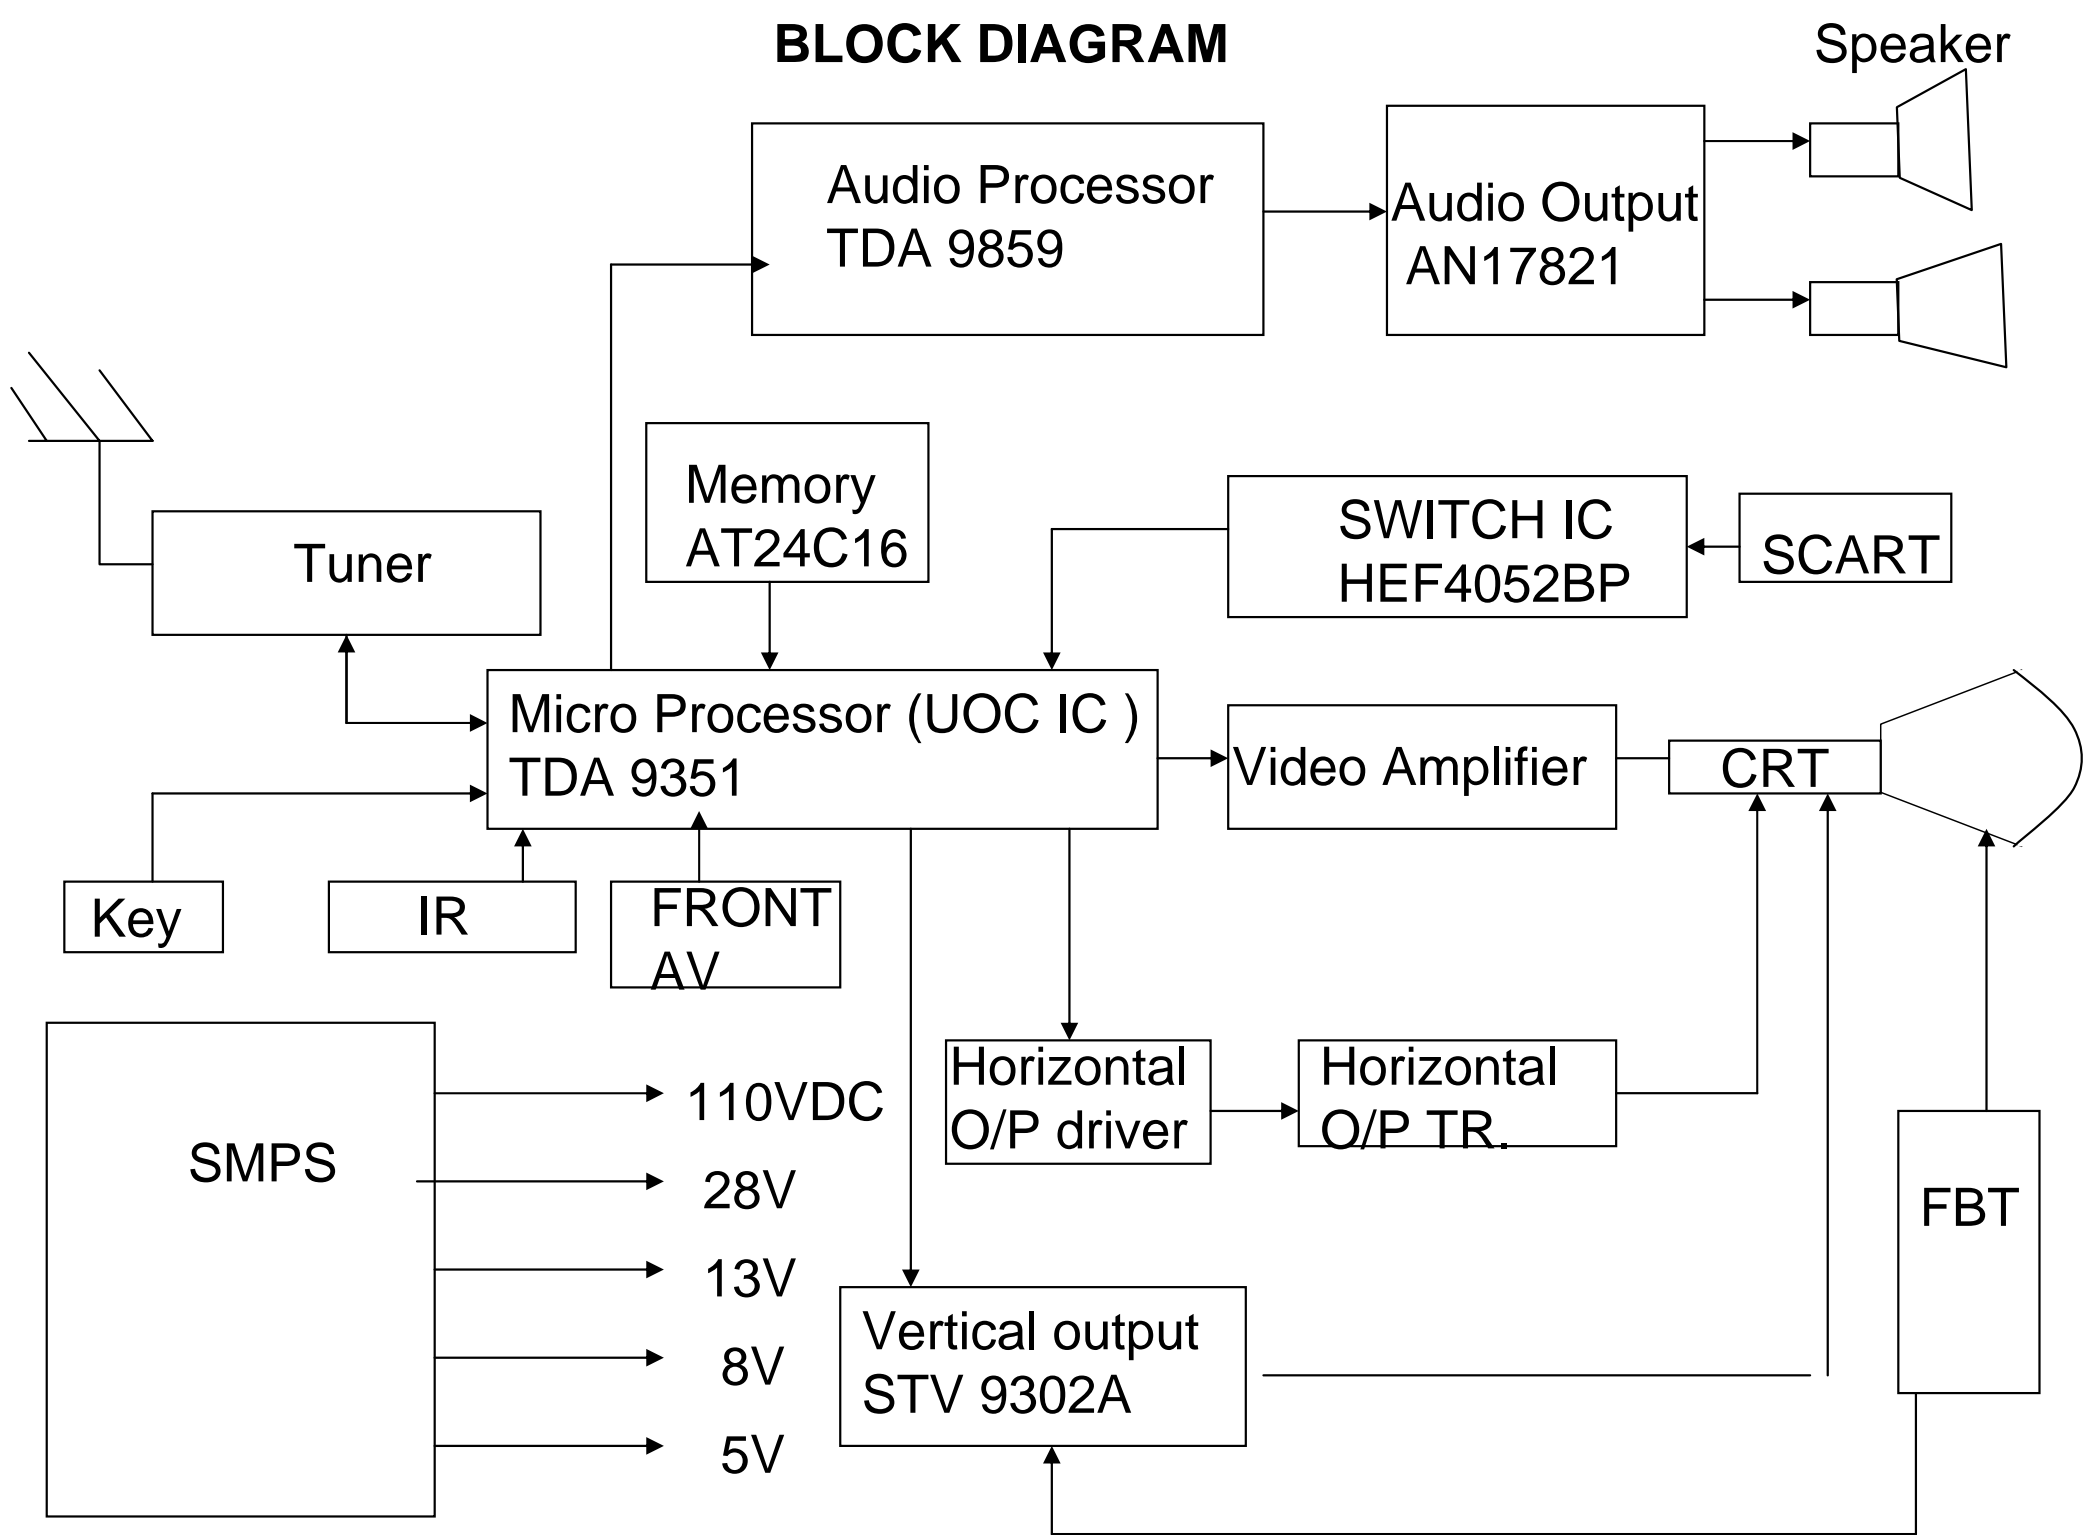 BLOCK DIAGRAM
Speaker
Audio Processor
TDA 9859
Audio Output
AN17821
Memory
AT24C16
SWITCH IC
HEF4052BP
SCART
Tuner
Micro Processor (UOC IC )
TDA 9351
Video Amplifier
CRT
Key
IR
FRONT
AV
Horizontal
O/P driver
Horizontal
O/P TR.
SMPS
110VDC
28V
13V
8V
5V
FBT
Vertical output
STV 9302A